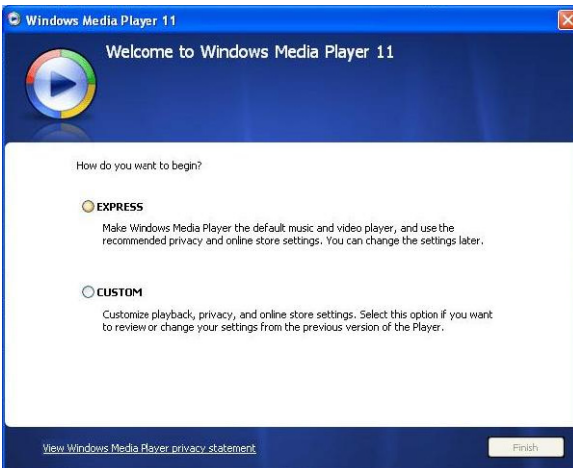 Windows Media Player 11
Welcome to Windows Media Player 11
How do you want to begin?
EXPRESS
Make Windows Media Player the default music and video player, and use the
recommended privacy and online store settings. You can change the settings later.
CUSTOM
Customize playback, privacy, and online store settings. Select this option if you want
to review or change your settings from the previous version of the Player.
View Windows Media Player privacy statement
Finish